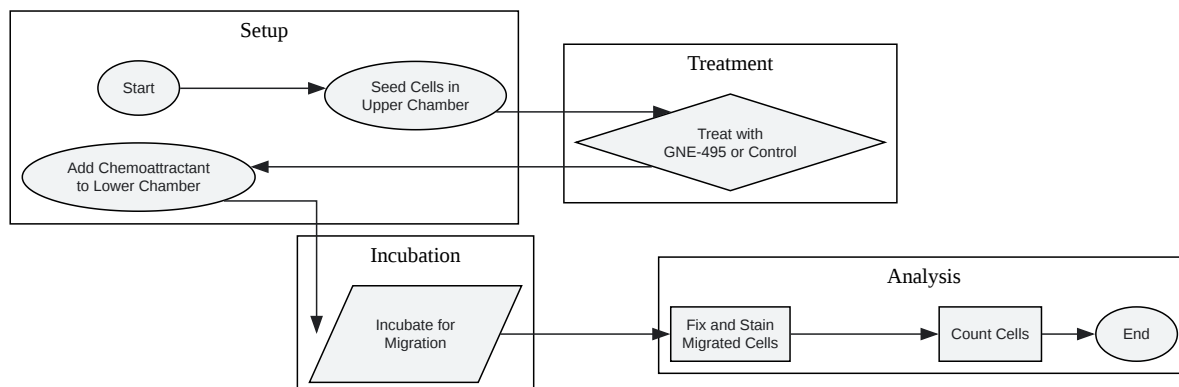 Setup
Start
Seed Cells in
Upper Chamber
Treatment
Treat with
GNE-495 or Control
Add Chemoattractant
to Lower Chamber
Incubation
Incubate for
Migration
Analysis
Fix and Stain
Migrated Cells
Count Cells
End